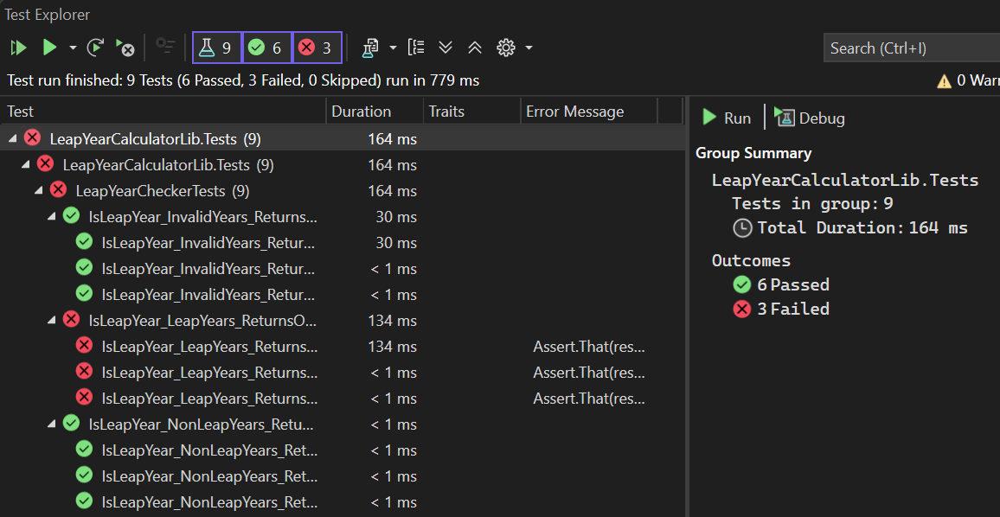 Test Explorer
9 6 3
Search (Ctrl+I)
Test run finished: 9 Tests (6 Passed, 3 Failed, 0 Skipped) run in 779 ms
0 Warn
Test Duration Traits Error Message
LeapYearCalculatorLib.Tests (9) 164 ms
LeapYearCalculatorLib.Tests (9) 164 ms
LeapYearCheckerTests (9) 164 ms
IsLeapYear_InvalidYears_Returns... 30 ms
IsLeapYear_InvalidYears_Retur... 30 ms
IsLeapYear_InvalidYears_Retur... < 1 ms
IsLeapYear_InvalidYears_Retur... < 1 ms
IsLeapYear_LeapYears_ReturnsO... 134 ms
IsLeapYear_LeapYears_Returns... 134 ms Assert.That(res...
IsLeapYear_LeapYears_Returns... < 1 ms Assert.That(res...
IsLeapYear_LeapYears_Returns... < 1 ms Assert.That(res...
IsLeapYear_NonLeapYears_Retu... < 1 ms
IsLeapYear_NonLeapYears_Ret... < 1 ms
IsLeapYear_NonLeapYears_Ret... < 1 ms
IsLeapYear_NonLeapYears_Ret... < 1 ms
Run Debug
Group Summary
LeapYearCalculatorLib.Tests
Tests in group: 9
Total Duration: 164 ms
Outcomes
6 Passed
3 Failed